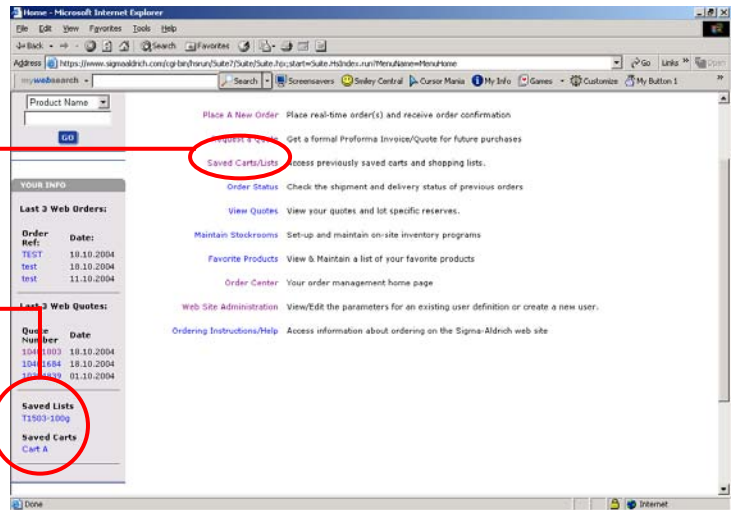 Home - Microsoft Internet Explorer
File Edit View Favorites Tools Help
Back Search Favorites
Address https://www.sigmaaldrich.com/cgi-bin/hsrun/Suite7/Suite/Suite.hjx;start=Suite.HsIndex.run?MenuName=MenuHome Go Links
mywebsearch Search Screensavers Smiley Central Cursor Mania My Info Games Customize My Button 1
Product Name
GO
Place A New Order Place real-time order(s) and receive order confirmation
Request a Quote Get a formal Proforma Invoice/Quote for future purchases
Saved Carts/Lists Access previously saved carts and shopping lists.
Order Status Check the shipment and delivery status of previous orders
View Quotes View your quotes and lot specific reserves.
Maintain Stockrooms Set-up and maintain on-site inventory programs
Favorite Products View & Maintain a list of your favorite products
Order Center Your order management home page
Web Site Administration View/Edit the parameters for an existing user definition or create a new user.
Ordering Instructions/Help Access information about ordering on the Sigma-Aldrich web site
YOUR INFO
Last 3 Web Orders:
Order Ref: Date:
TEST 18.10.2004
test 18.10.2004
test 11.10.2004
Last 3 Web Quotes:
Quote Number Date
10401803 18.10.2004
10401684 18.10.2004
01.10.2004
Saved Lists
T1503-100g
Saved Carts
Cart A
Done Internet